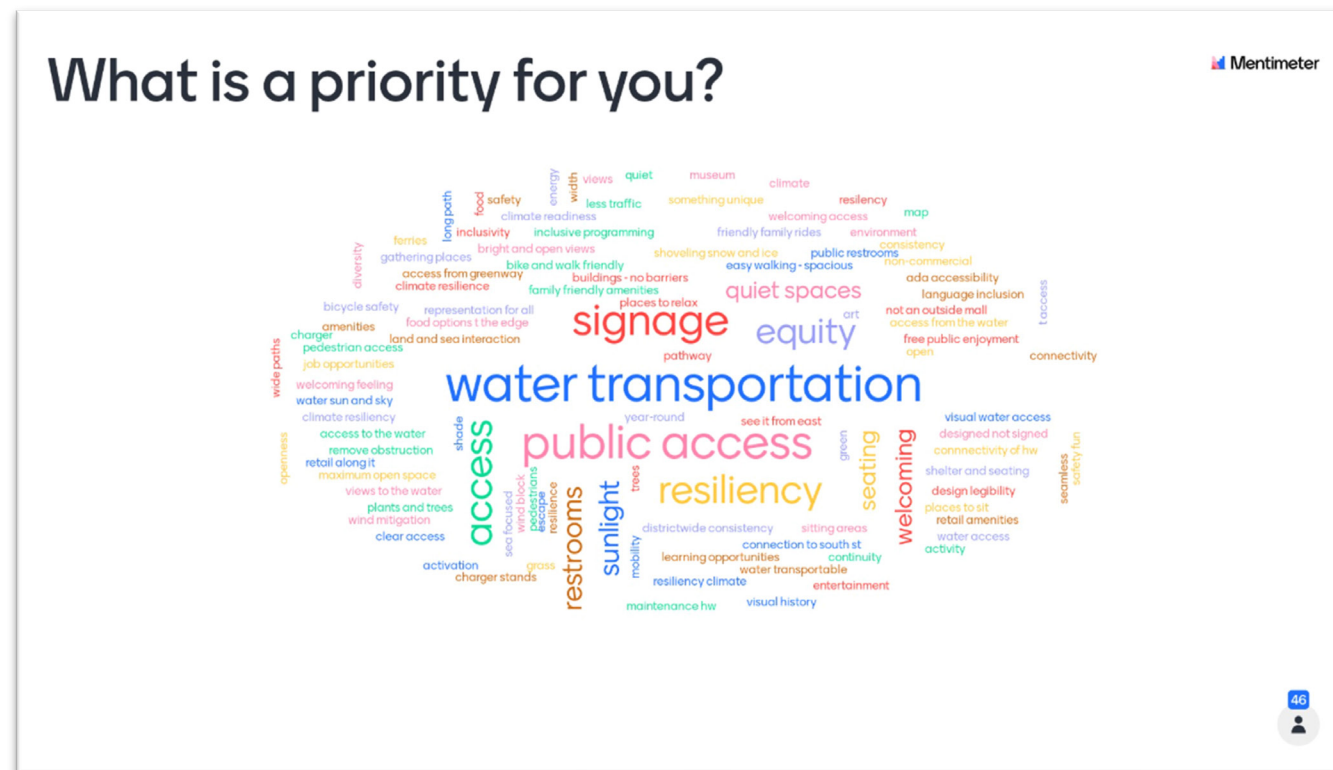 What is a priority for you?
Mentimeter
energy
width
views
quiet
museum
climate
long path
food
safety
less traffic
something unique
resilency
map
climate readiness
welcoming access
inclusivity
inclusive programming
friendly family rides
environment
ferries
consistency
diversity
gathering places
bright and open views
shoveling snow and ice
public restrooms
non-commercial
bike and walk friendly
easy walking - spacious
access from greenway
buildings - no barriers
ada accessibility
climate resilience
family friendly amenities
quiet spaces
language inclusion
t access
places to relax
bicycle safety
representation for all
signage
equity
art
not an outside mall
food options t the edge
access from the water
amenities
charger
land and sea interaction
free public enjoyment
pedestrian access
pathway
open
connectivity
wide paths
job opportunities
water transportation
welcoming feeling
water sun and sky
climate resiliency
year-round
see it from east
visual water access
shade
access
public access
green
seating
welcoming
access to the water
designed not signed
openness
remove obstruction
connnectivity of hw
seamless
safety fun
retail along it
shelter and seating
maximum open space
trees
resiliency
views to the water
sea focused
wind block
pedestrians
escape
resilience
restrooms
sunlight
design legibility
plants and trees
places to sit
wind mitigation
retail amenities
clear access
districtwide consistency
sitting areas
water access
mobility
connection to south st
activity
activation
grass
learning opportunities
continuity
charger stands
water transportable
resiliency climate
entertainment
maintenance hw
visual history
46